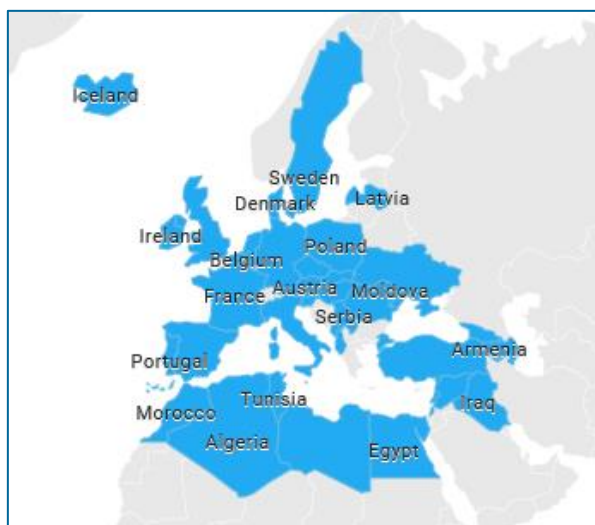 Iceland
Sweden
Denmark
Latvia
Ireland
Poland
Belgium
Austria
Moldova
France
Serbia
Armenia
Portugal
Tunisia
Iraq
Morocco
Algeria
Egypt